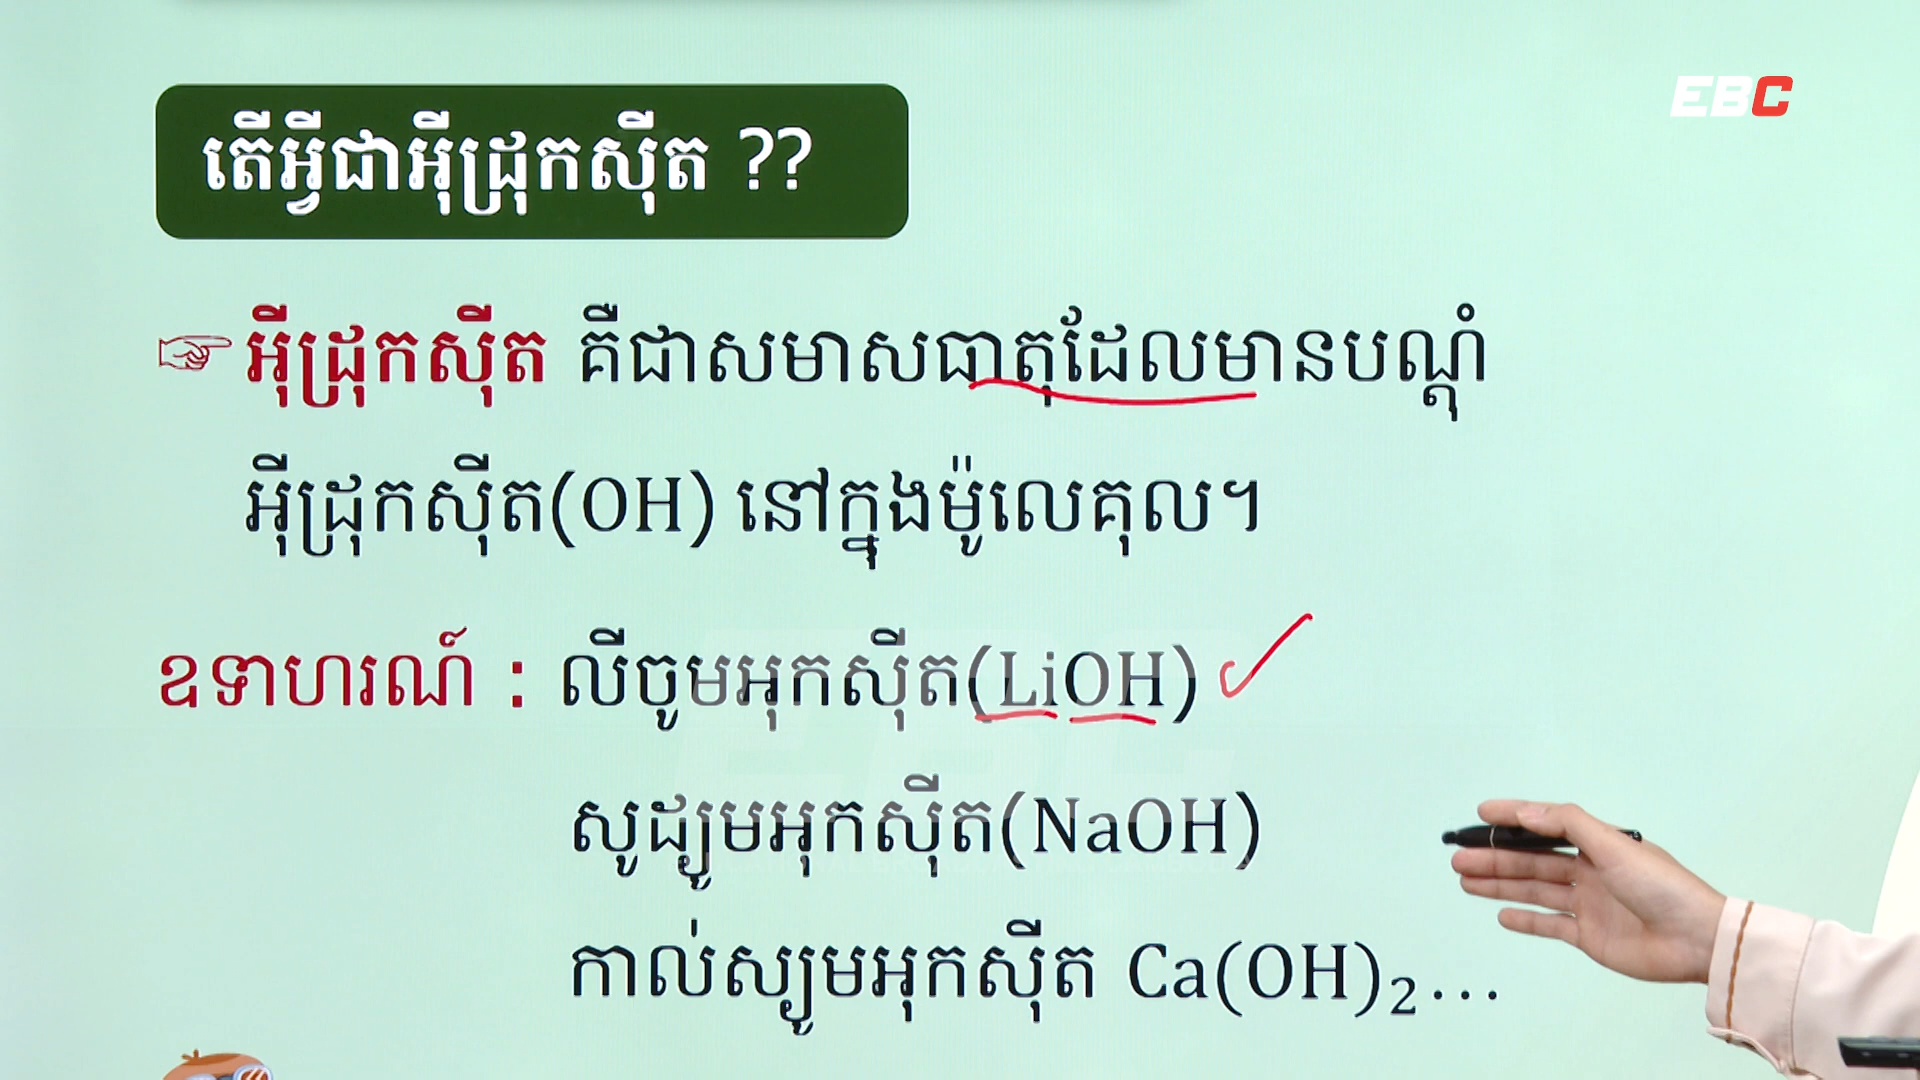 EBC
តើអ្វីជាអ៊ីដ្រុកស៊ីត ??
☞អ៊ីដ្រុកស៊ីត គឺជាសមាសធាតុដែលមានបណ្តុំ
អ៊ីដ្រុកស៊ីត(OH) នៅក្នុងម៉ូលេគុល។
ឧទាហរណ៍ : លីចូមអុកស៊ីត(LiOH)
សូដ្យូមអុកស៊ីត(NaOH)
កាល់ស្យូមអុកស៊ីត Ca(OH)₂...